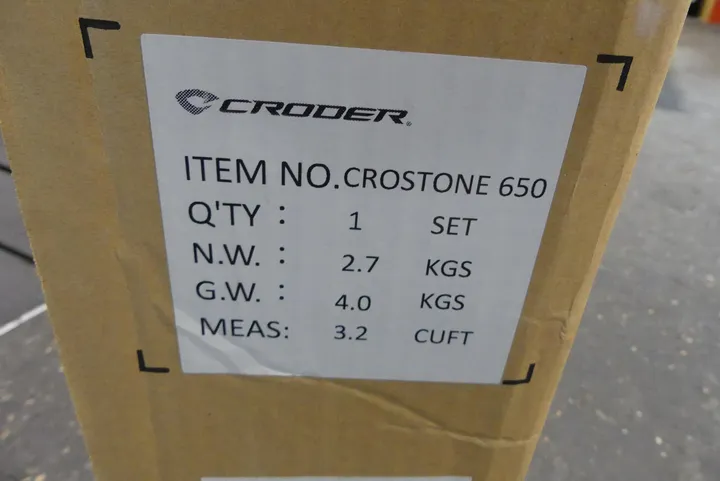 CRODER®
ITEM NO. CROSTONE 650
Q'TY : 1 SET
N.W. : 2.7 KGS
G.W. : 4.0 KGS
MEAS: 3.2 CUFT